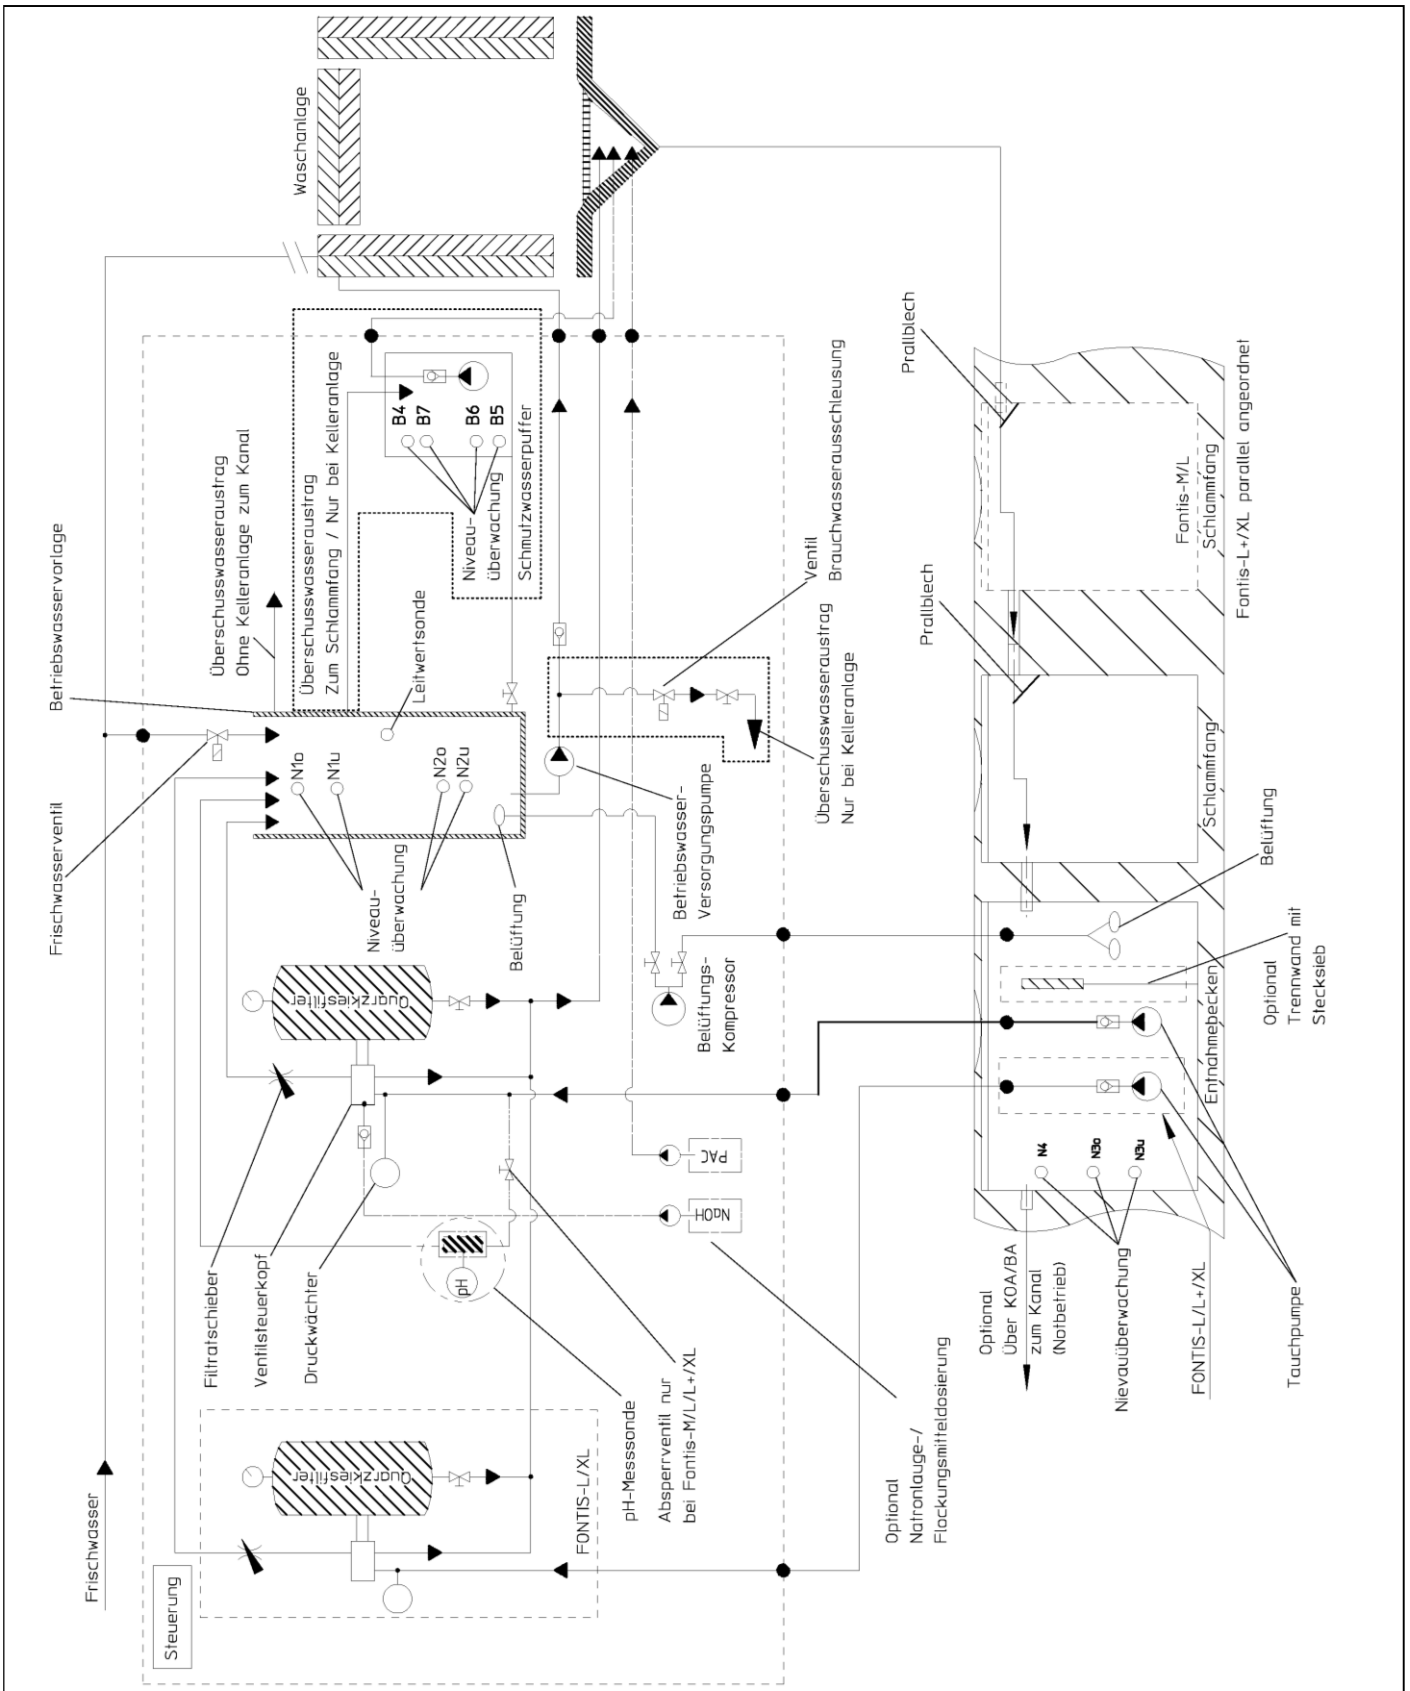 Waschanlage
Betriebswasservorlage
Überschusswasseraustrag
Ohne Kelleranlage zum Kanal
Überschusswasseraustrag
Zum Schlammfang / Nur bei Kelleranlage
B4
B7
B6
B5
Niveau-
überwachung
Schmutzwasserpuffer
Leitwertsonde
Frischwasserventil
N1o
N1u
N2o
N2u
Niveau-
überwachung
Belüftung
Betriebswasser-
Versorgungspumpe
Ventil
Brauchwasserausschleusung
Überschusswasseraustrag
Nur bei Kelleranlage
Quarzkiesfilter
Belüftungs-
Kompressor
Filtratschieber
Ventilsteuerkopf
Druckwächter
pH
pH-Messsonde
Absperrventil nur
bei Fontis-M/L/L+/XL
PAC
NaOH
Optional
Natronlauge-/
Flockungsmitteldosierung
Quarzkiesfilter
FONTIS-L/XL
Frischwasser
Steuerung
Prallblech
Fontis-M/L
Schlammfang
Fontis-L+/XL parallel angeordnet
Prallblech
Schlammfang
Belüftung
Optional
Trennwand mit
Stecksieb
Entnahmebecken
N4
N3o
N3u
Optional
Über KOA/BA
zum Kanal
(Notbetrieb)
Nievauüberwachung
FONTIS-L/L+/XL
Tauchpumpe